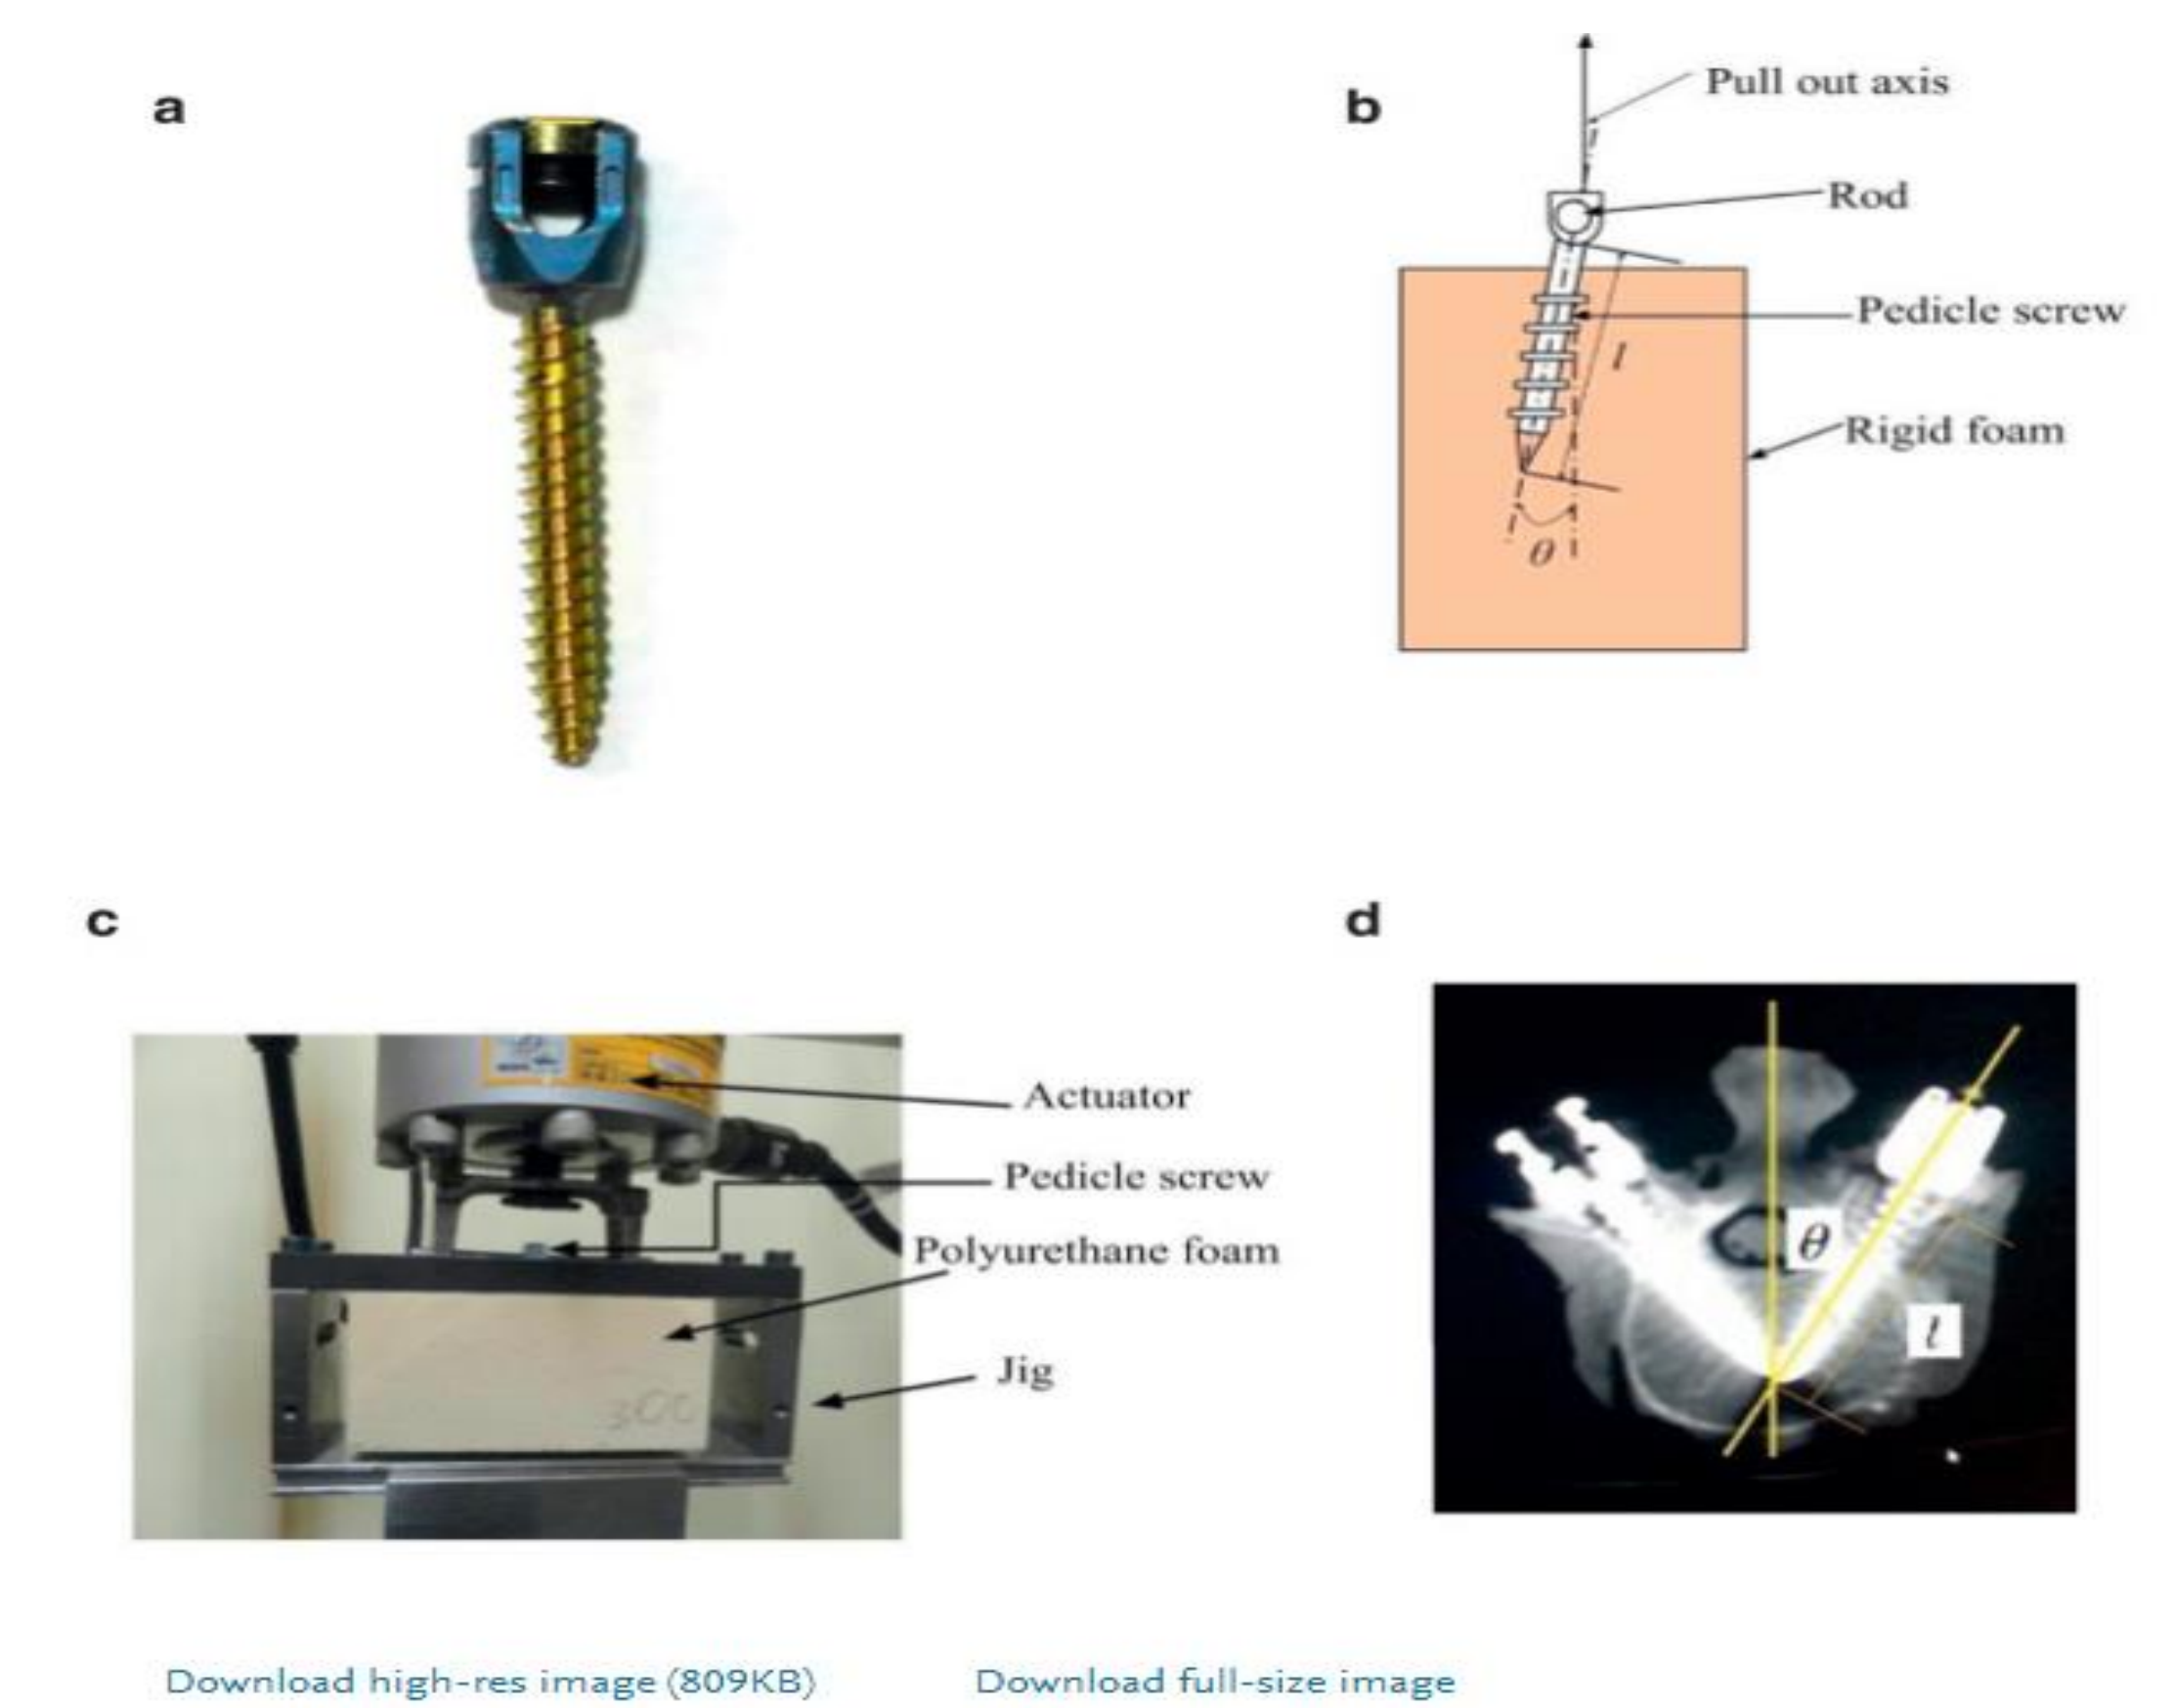 a
b
Pull out axis
Rod
Pedicle screw
l
Rigid foam
θ
c
d
Actuator
Pedicle screw
Polyurethane foam
Jig
300
θ
l
Download high-res image (809KB)
Download full-size image